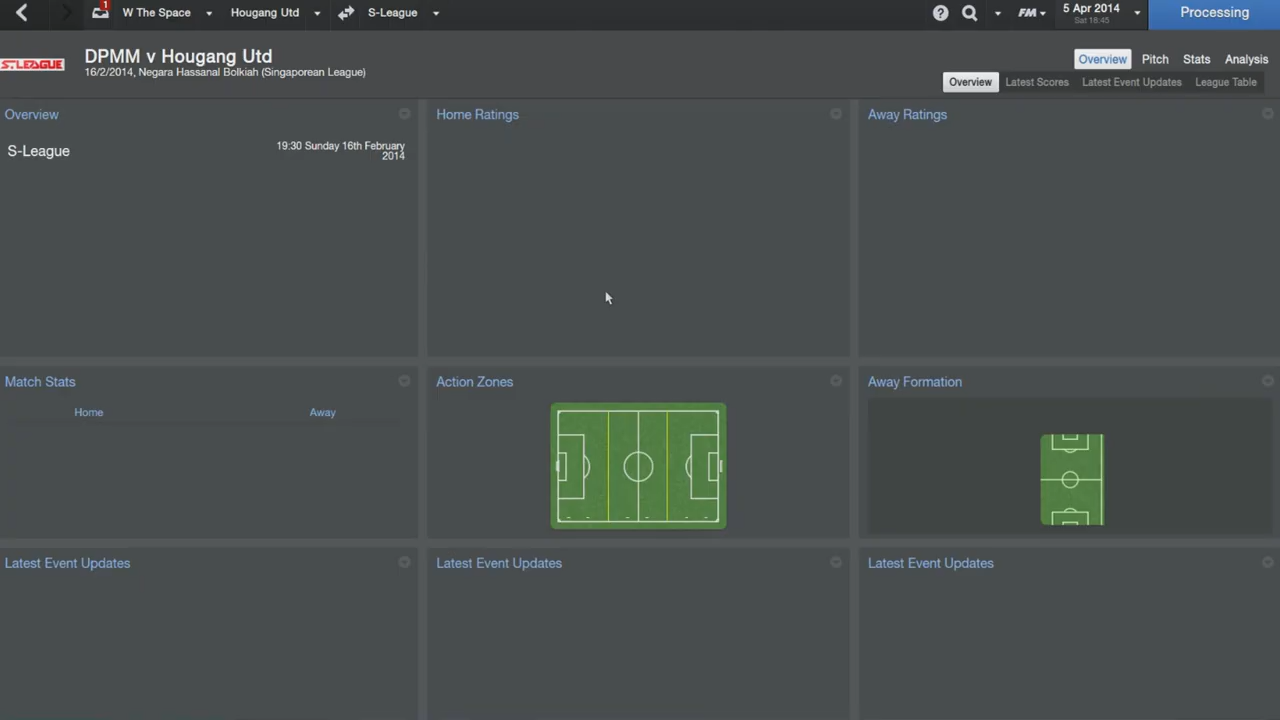 1
W The Space
Hougang Utd
S-League
FM
5 Apr 2014
Sat 18:45
Processing
S.LEAGUE
DPMM v Hougang Utd
16/2/2014, Negara Hassanal Bolkiah (Singaporean League)
Overview Pitch Stats Analysis
Overview Latest Scores Latest Event Updates League Table
Overview
S-League
19:30 Sunday 16th February
2014
Home Ratings
Away Ratings
Match Stats
Home Away
Action Zones
Away Formation
Latest Event Updates
Latest Event Updates
Latest Event Updates